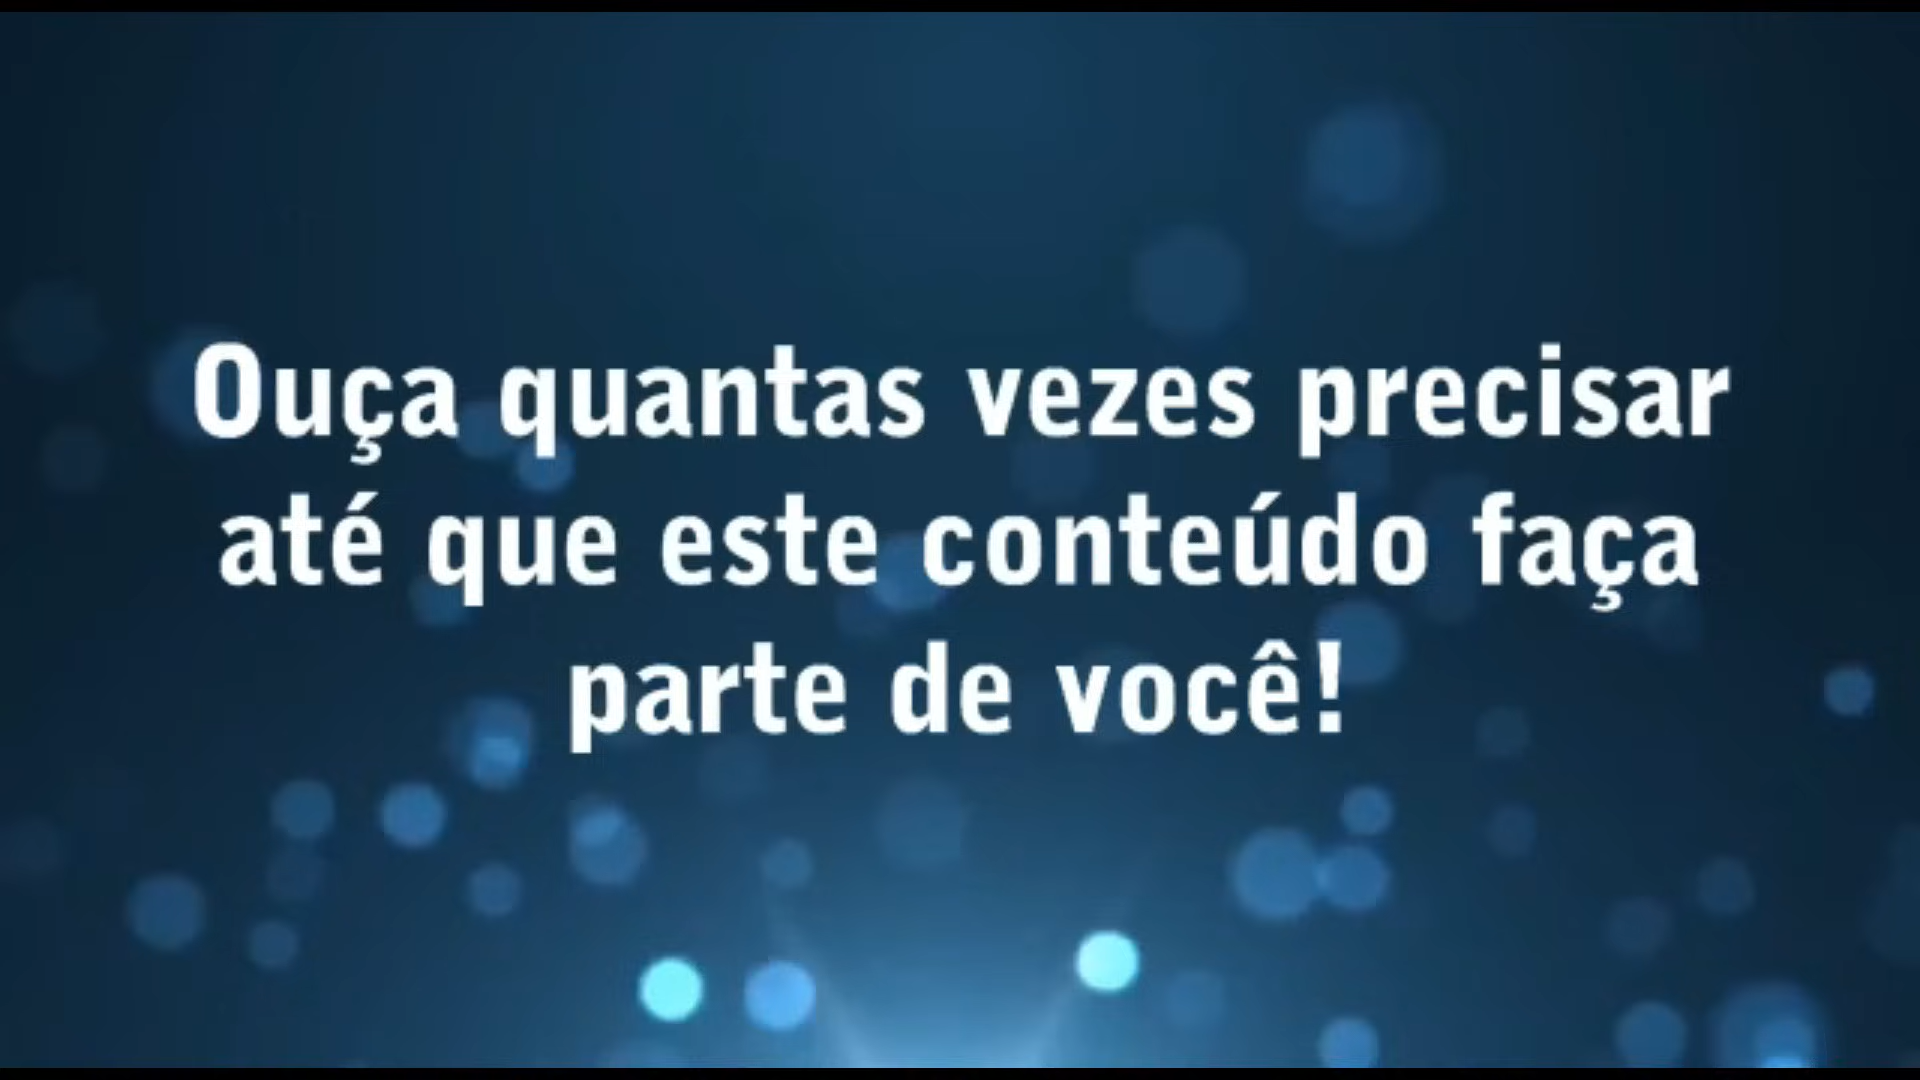 Ouça quantas vezes precisar
até que este conteúdo faça
parte de você!